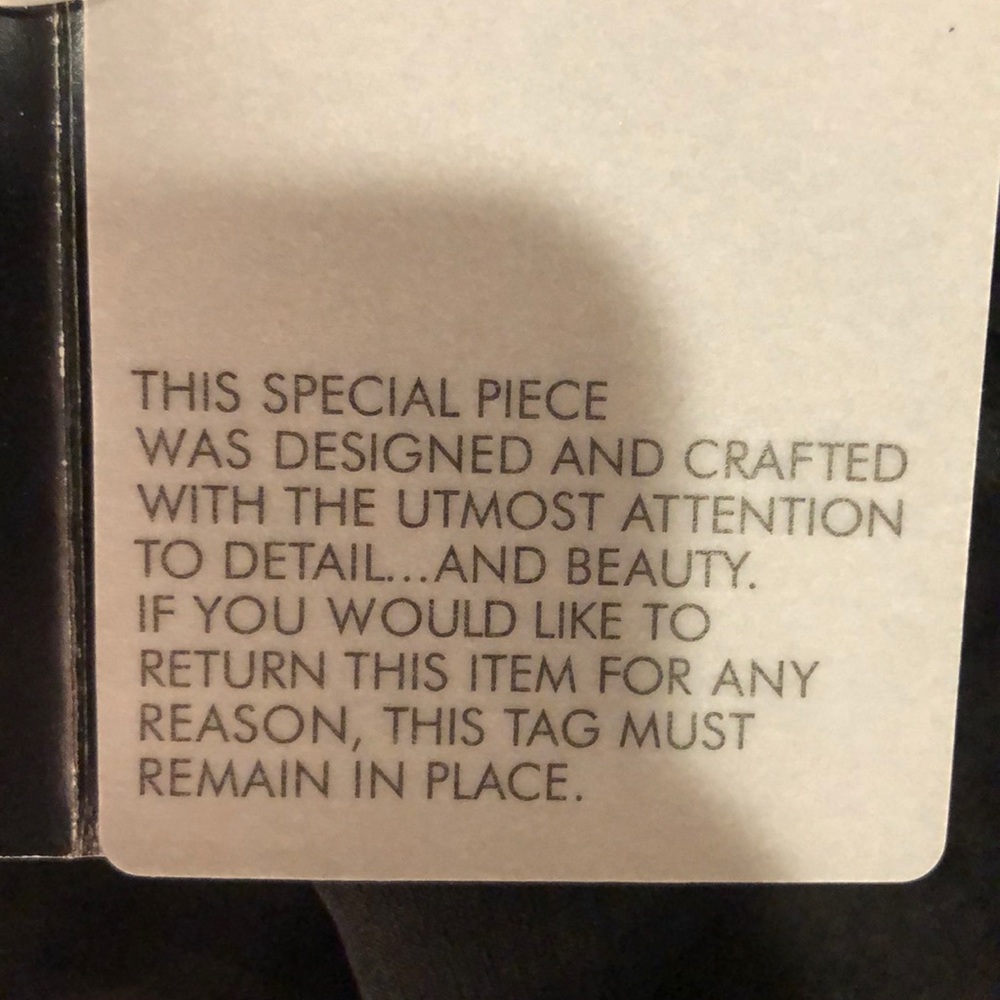 THIS SPECIAL PIECE
WAS DESIGNED AND CRAFTED
WITH THE UTMOST ATTENTION
TO DETAIL...AND BEAUTY.
IF YOU WOULD LIKE TO
RETURN THIS ITEM FOR ANY
REASON, THIS TAG MUST
REMAIN IN PLACE.